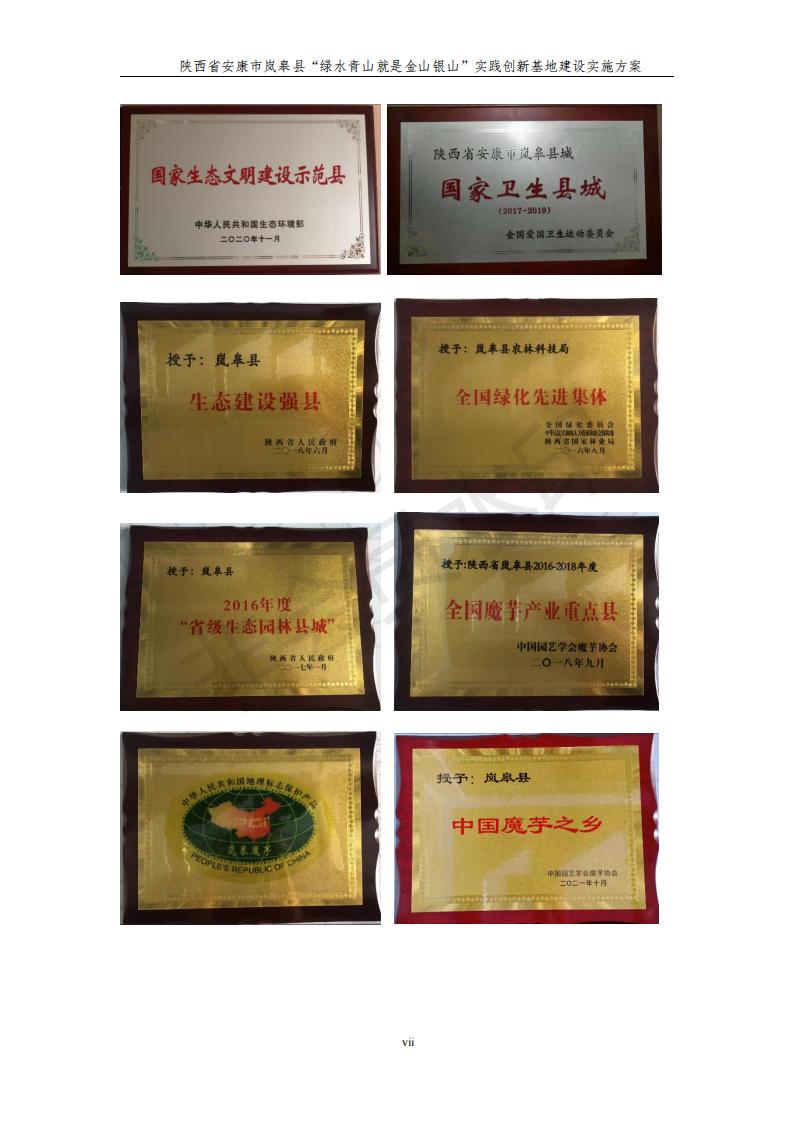 陕西省安康市岚皋县“绿水青山就是金山银山”实践创新基地建设实施方案
国家生态文明建设示范县
中华人民共和国生态环境部
二〇二〇年十一月
陕西省安康市岚皋县城
国家卫生县城
(2017-2019)
全国爱国卫生运动委员会
授予：岚皋县
生态建设强县
陕西省人民政府
二〇一八年六月
授予：岚皋县农林科技局
全国绿化先进集体
全国绿化委员会
二〇一六年八月
授予：岚皋县
2016年度
“省级生态园林县城”
陕西省人民政府
二〇一七年一月
授予:陕西省岚皋县2016-2018年度
全国魔芋产业重点县
中国园艺学会魔芋协会
二〇一八年九月
中华人民共和国地理标志保护产品
PGI
岚皋魔芋
PEOPLE'S REPUBLIC OF CHINA
授予：岚皋县
中国魔芋之乡
中国园艺学业魔芋协会
二〇二一年十月
vii